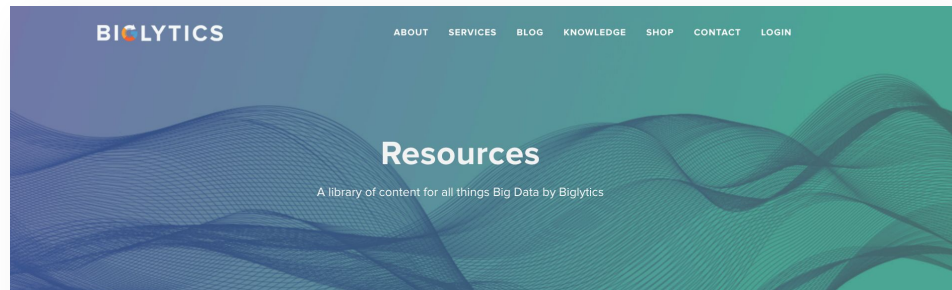 BIGLYTICS
ABOUT SERVICES BLOG KNOWLEDGE SHOP CONTACT LOGIN
Resources
A library of content for all things Big Data by Biglytics